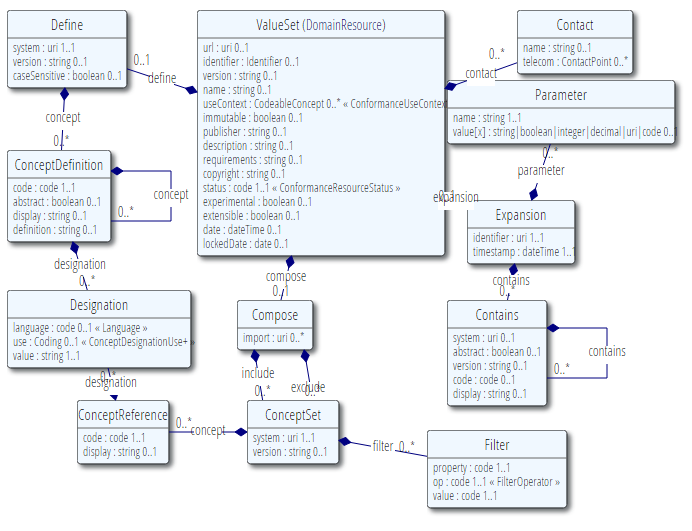 Define
system : uri 1..1
version : string 0..1
caseSensitive : boolean 0..1
0..1
define
concept
0..*
ValueSet (DomainResource)
url : uri 0..1
identifier : Identifier 0..1
version : string 0..1
name : string 0..1
useContext : CodeableConcept 0..* « ConformanceUseContext
immutable : boolean 0..1
publisher : string 0..1
description : string 0..1
requirements : string 0..1
copyright : string 0..1
status : code 1..1 « ConformanceResourceStatus »
experimental : boolean 0..1
extensible : boolean 0..1
date : dateTime 0..1
lockedDate : date 0..1
Contact
name : string 0..1
telecom : ContactPoint 0..*
0..*
contact
Parameter
name : string 1..1
value[x] : string|boolean|integer|decimal|uri|code 0..1
0..*
parameter
ConceptDefinition
code : code 1..1
abstract : boolean 0..1
display : string 0..1
definition : string 0..1
concept
0..*
designation
0..*
0..1
expansion
Expansion
identifier : uri 1..1
timestamp : dateTime 1..1
contains
0..*
compose
0..1
Designation
language : code 0..1 « Language »
use : Coding 0..1 « ConceptDesignationUse+ »
value : string 1..1
0..*
designation
Compose
import : uri 0..*
include
0..*
exclude
0..*
Contains
system : uri 0..1
abstract : boolean 0..1
version : string 0..1
code : code 0..1
display : string 0..1
contains
0..*
ConceptReference
code : code 1..1
display : string 0..1
0..*
concept
ConceptSet
system : uri 1..1
version : string 0..1
filter
0..*
Filter
property : code 1..1
op : code 1..1 « FilterOperator »
value : code 1..1